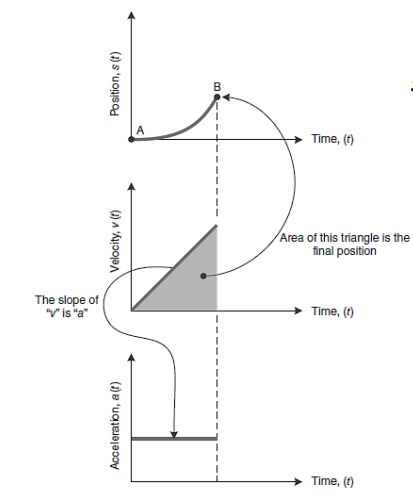 Position, s (t)
B
A
Time, (t)
Velocity, v (t)
Area of this triangle is the
final position
The slope of
"v" is "a"
Time, (t)
Acceleration, a (t)
Time, (t)